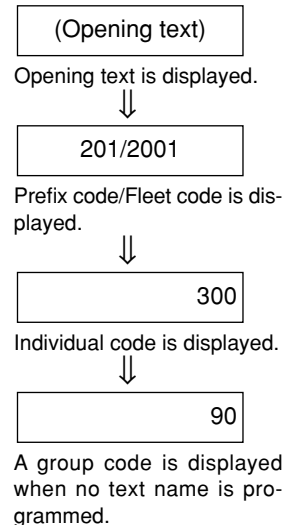 (Opening text)
Opening text is displayed.
⇓
201/2001
Prefix code/Fleet code is dis-
played.
⇓
300
Individual code is displayed.
⇓
90
A group code is displayed
when no text name is pro-
grammed.